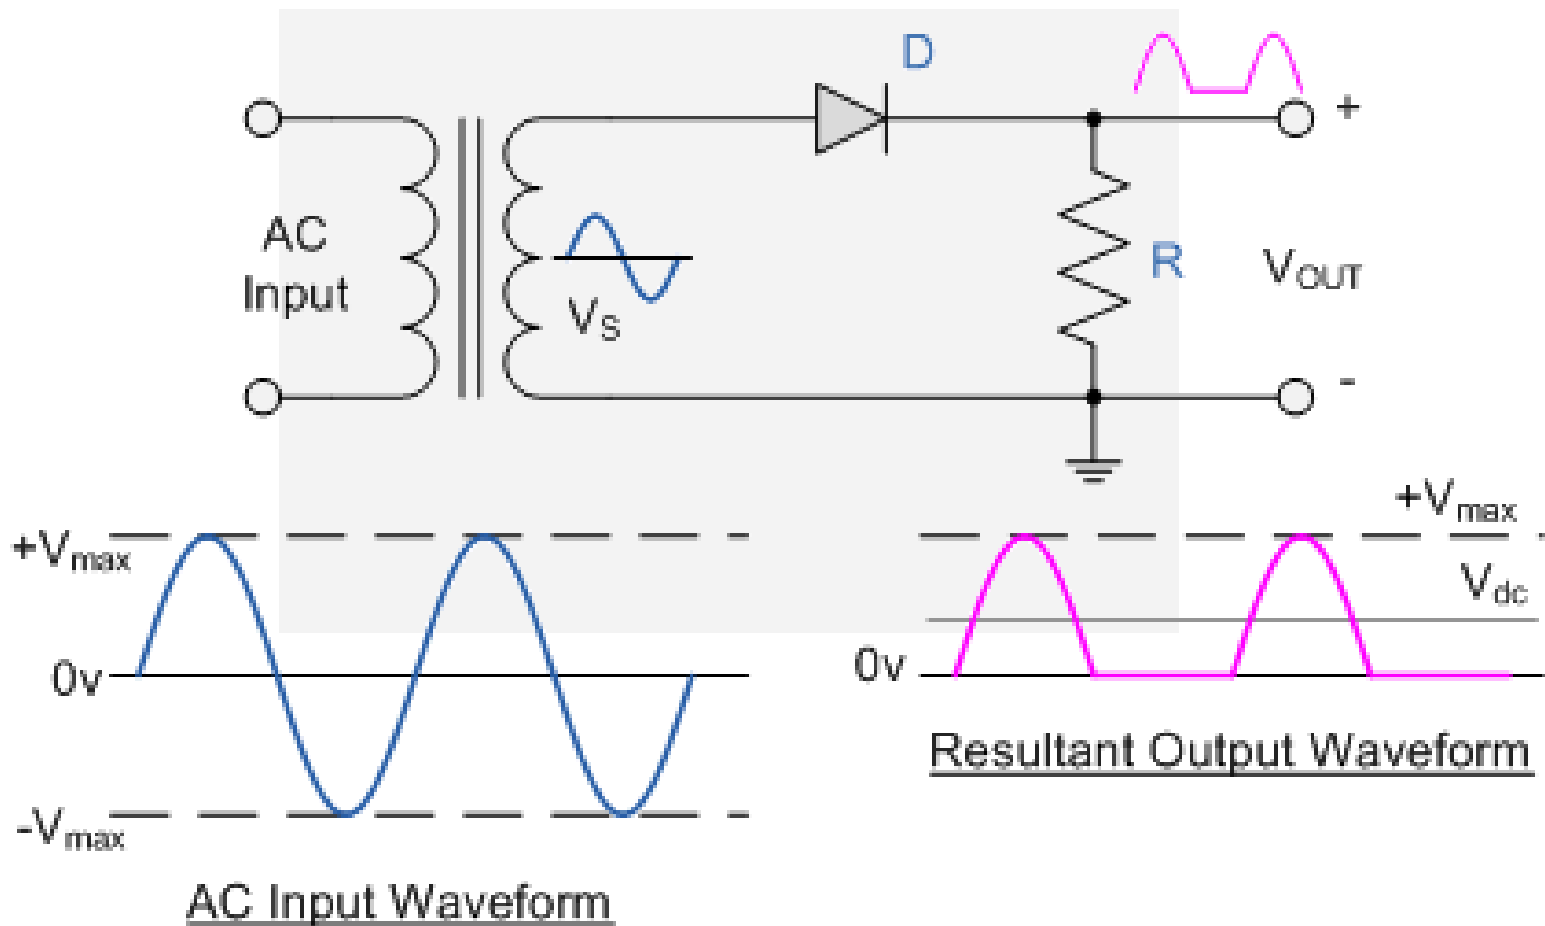 D
+
AC
Input
VS
R
VOUT
-
+Vmax
0v
-Vmax
AC Input Waveform
+Vmax
Vdc
0v
Resultant Output Waveform